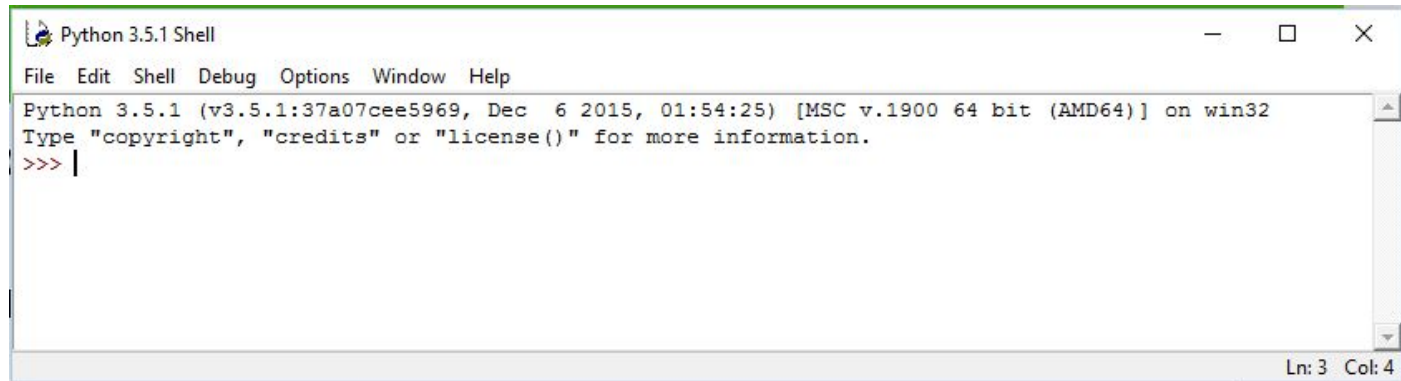 Python 3.5.1 Shell
File Edit Shell Debug Options Window Help
Python 3.5.1 (v3.5.1:37a07cee5969, Dec  6 2015, 01:54:25) [MSC v.1900 64 bit (AMD64)] on win32
Type "copyright", "credits" or "license()" for more information.
>>>
Ln: 3 Col: 4